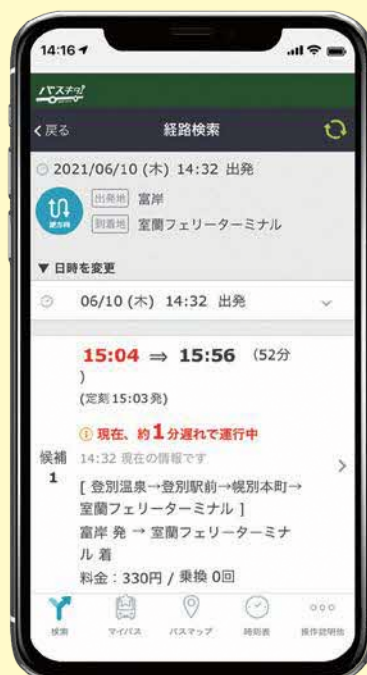 14:16
バスキタ!
戻る
経路検索
2021/06/10 (木) 14:32 出発
出発地 富岸
到着地 室蘭フェリーターミナル
▼ 日時を変更
06/10 (木) 14:32 出発
15:04 ⇒ 15:56 (52分
)
(定刻15:03発)
現在、約1分遅れで運行中
候補
1
14:32 現在の情報です
[ 登別温泉→登別駅前→幌別本町→
室蘭フェリーターミナル ]
富岸 発 → 室蘭フェリーターミナ
ル 着
料金:330円 / 乗換 0回
検索
マイバス
バスマップ
時刻表
操作説明他